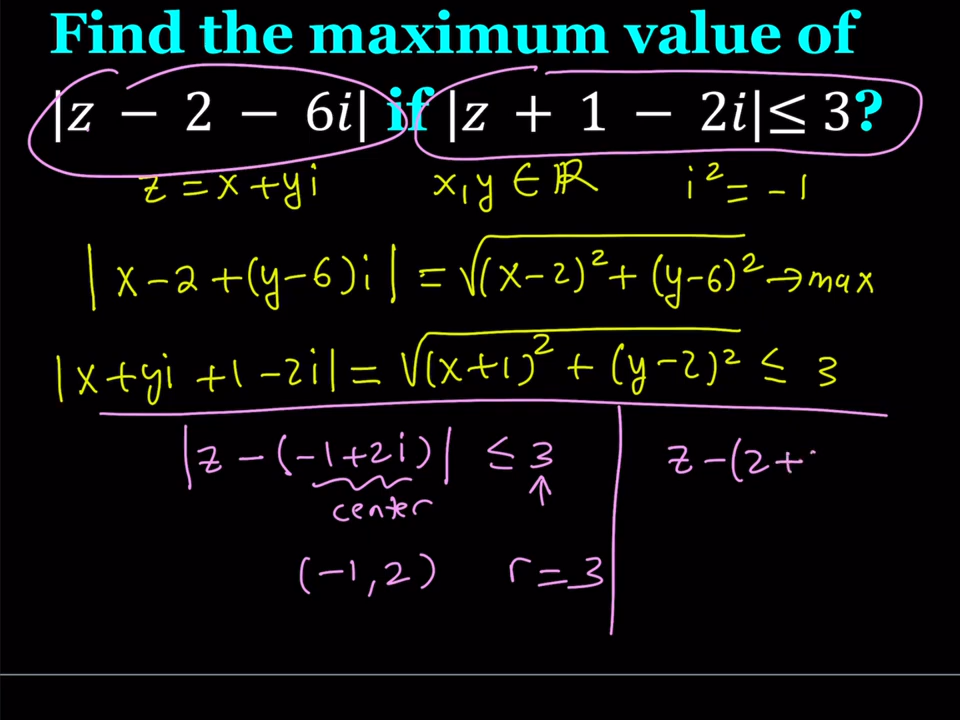 Find the maximum value of
|z − 2 − 6i| if |z + 1 − 2i|≤ 3?
z = x+yi x,y ∈ ℝ i² = −1
|x−2+(y−6)i| = √(x−2)²+(y−6)² → max
|x+yi+1−2i| = √(x+1)²+(y−2)² ≤ 3
|z−(−1+2i)| ≤ 3 z−(2+
center ↑
(−1,2) r=3